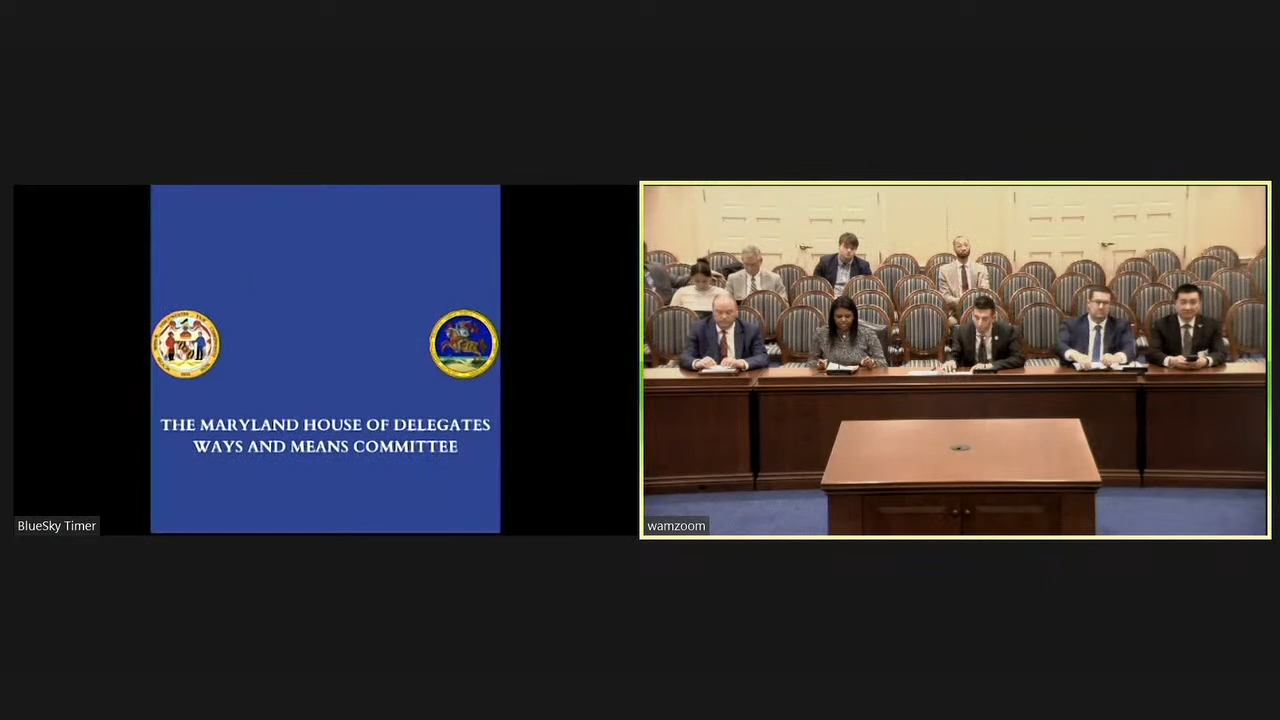 THE MARYLAND HOUSE OF DELEGATES
WAYS AND MEANS COMMITTEE
BlueSky Timer
wamzoom